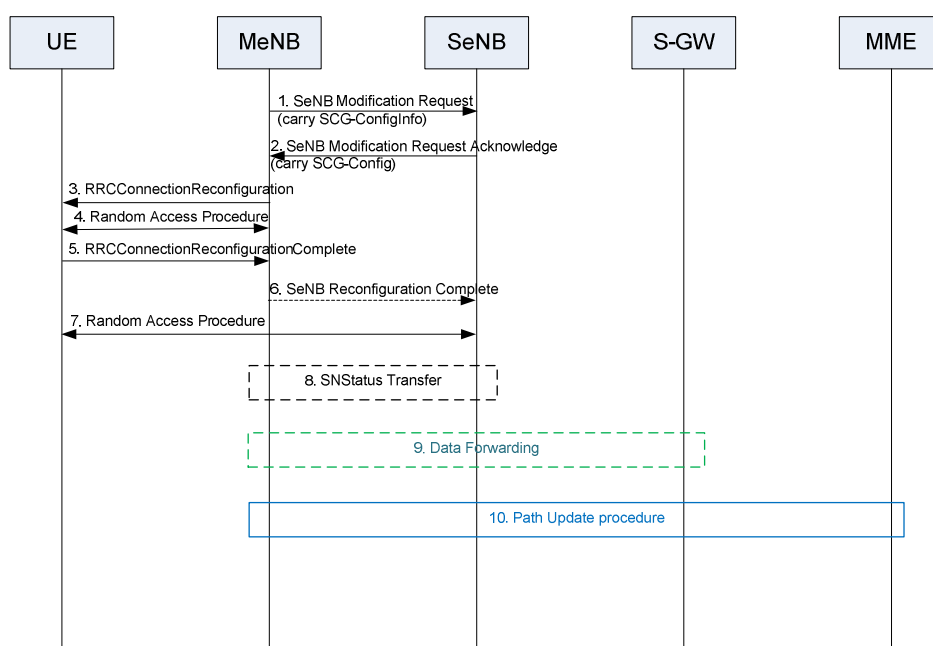 UE MeNB SeNB S-GW MME
1. SeNB Modification Request
(carry SCG-ConfigInfo)
2. SeNB Modification Request Acknowledge
(carry SCG-Config)
3. RRCConnectionReconfiguration
4. Random Access Procedure
5. RRCConnectionReconfigurationComplete
6. SeNB Reconfiguration Complete
7. Random Access Procedure
8. SNStatus Transfer
9. Data Forwarding
10. Path Update procedure